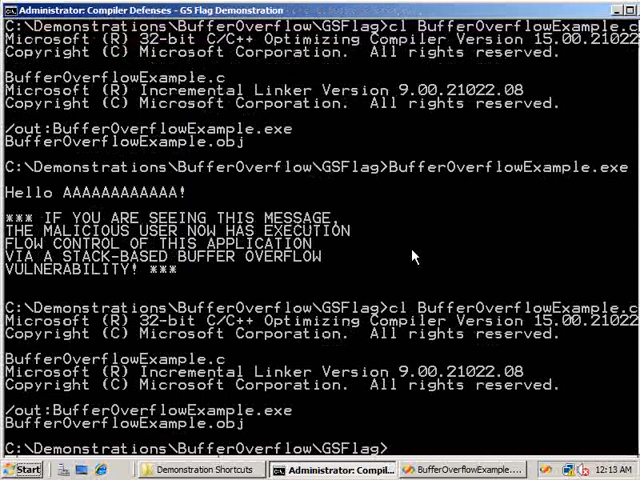 Administrator: Compiler Defenses - GS Flag Demonstration
C:\Demonstrations\BufferOverflow\GSFlag>cl BufferOverflowExample.c
Microsoft (R) 32-bit C/C++ Optimizing Compiler Version 15.00.21022
Copyright (C) Microsoft Corporation.  All rights reserved.

BufferOverflowExample.c
Microsoft (R) Incremental Linker Version 9.00.21022.08
Copyright (C) Microsoft Corporation.  All rights reserved.

/out:BufferOverflowExample.exe
BufferOverflowExample.obj

C:\Demonstrations\BufferOverflow\GSFlag>BufferOverflowExample.exe

Hello AAAAAAAAAAAA!

*** IF YOU ARE SEEING THIS MESSAGE,
THE MALICIOUS USER NOW HAS EXECUTION
FLOW CONTROL OF THIS APPLICATION
VIA A STACK-BASED BUFFER OVERFLOW
VULNERABILITY! ***

C:\Demonstrations\BufferOverflow\GSFlag>cl BufferOverflowExample.c
Microsoft (R) 32-bit C/C++ Optimizing Compiler Version 15.00.21022
Copyright (C) Microsoft Corporation.  All rights reserved.

BufferOverflowExample.c
Microsoft (R) Incremental Linker Version 9.00.21022.08
Copyright (C) Microsoft Corporation.  All rights reserved.

/out:BufferOverflowExample.exe
BufferOverflowExample.obj

C:\Demonstrations\BufferOverflow\GSFlag>
Start Demonstration Shortcuts Administrator: Compil... BufferOverflowExample.... 12:13 AM